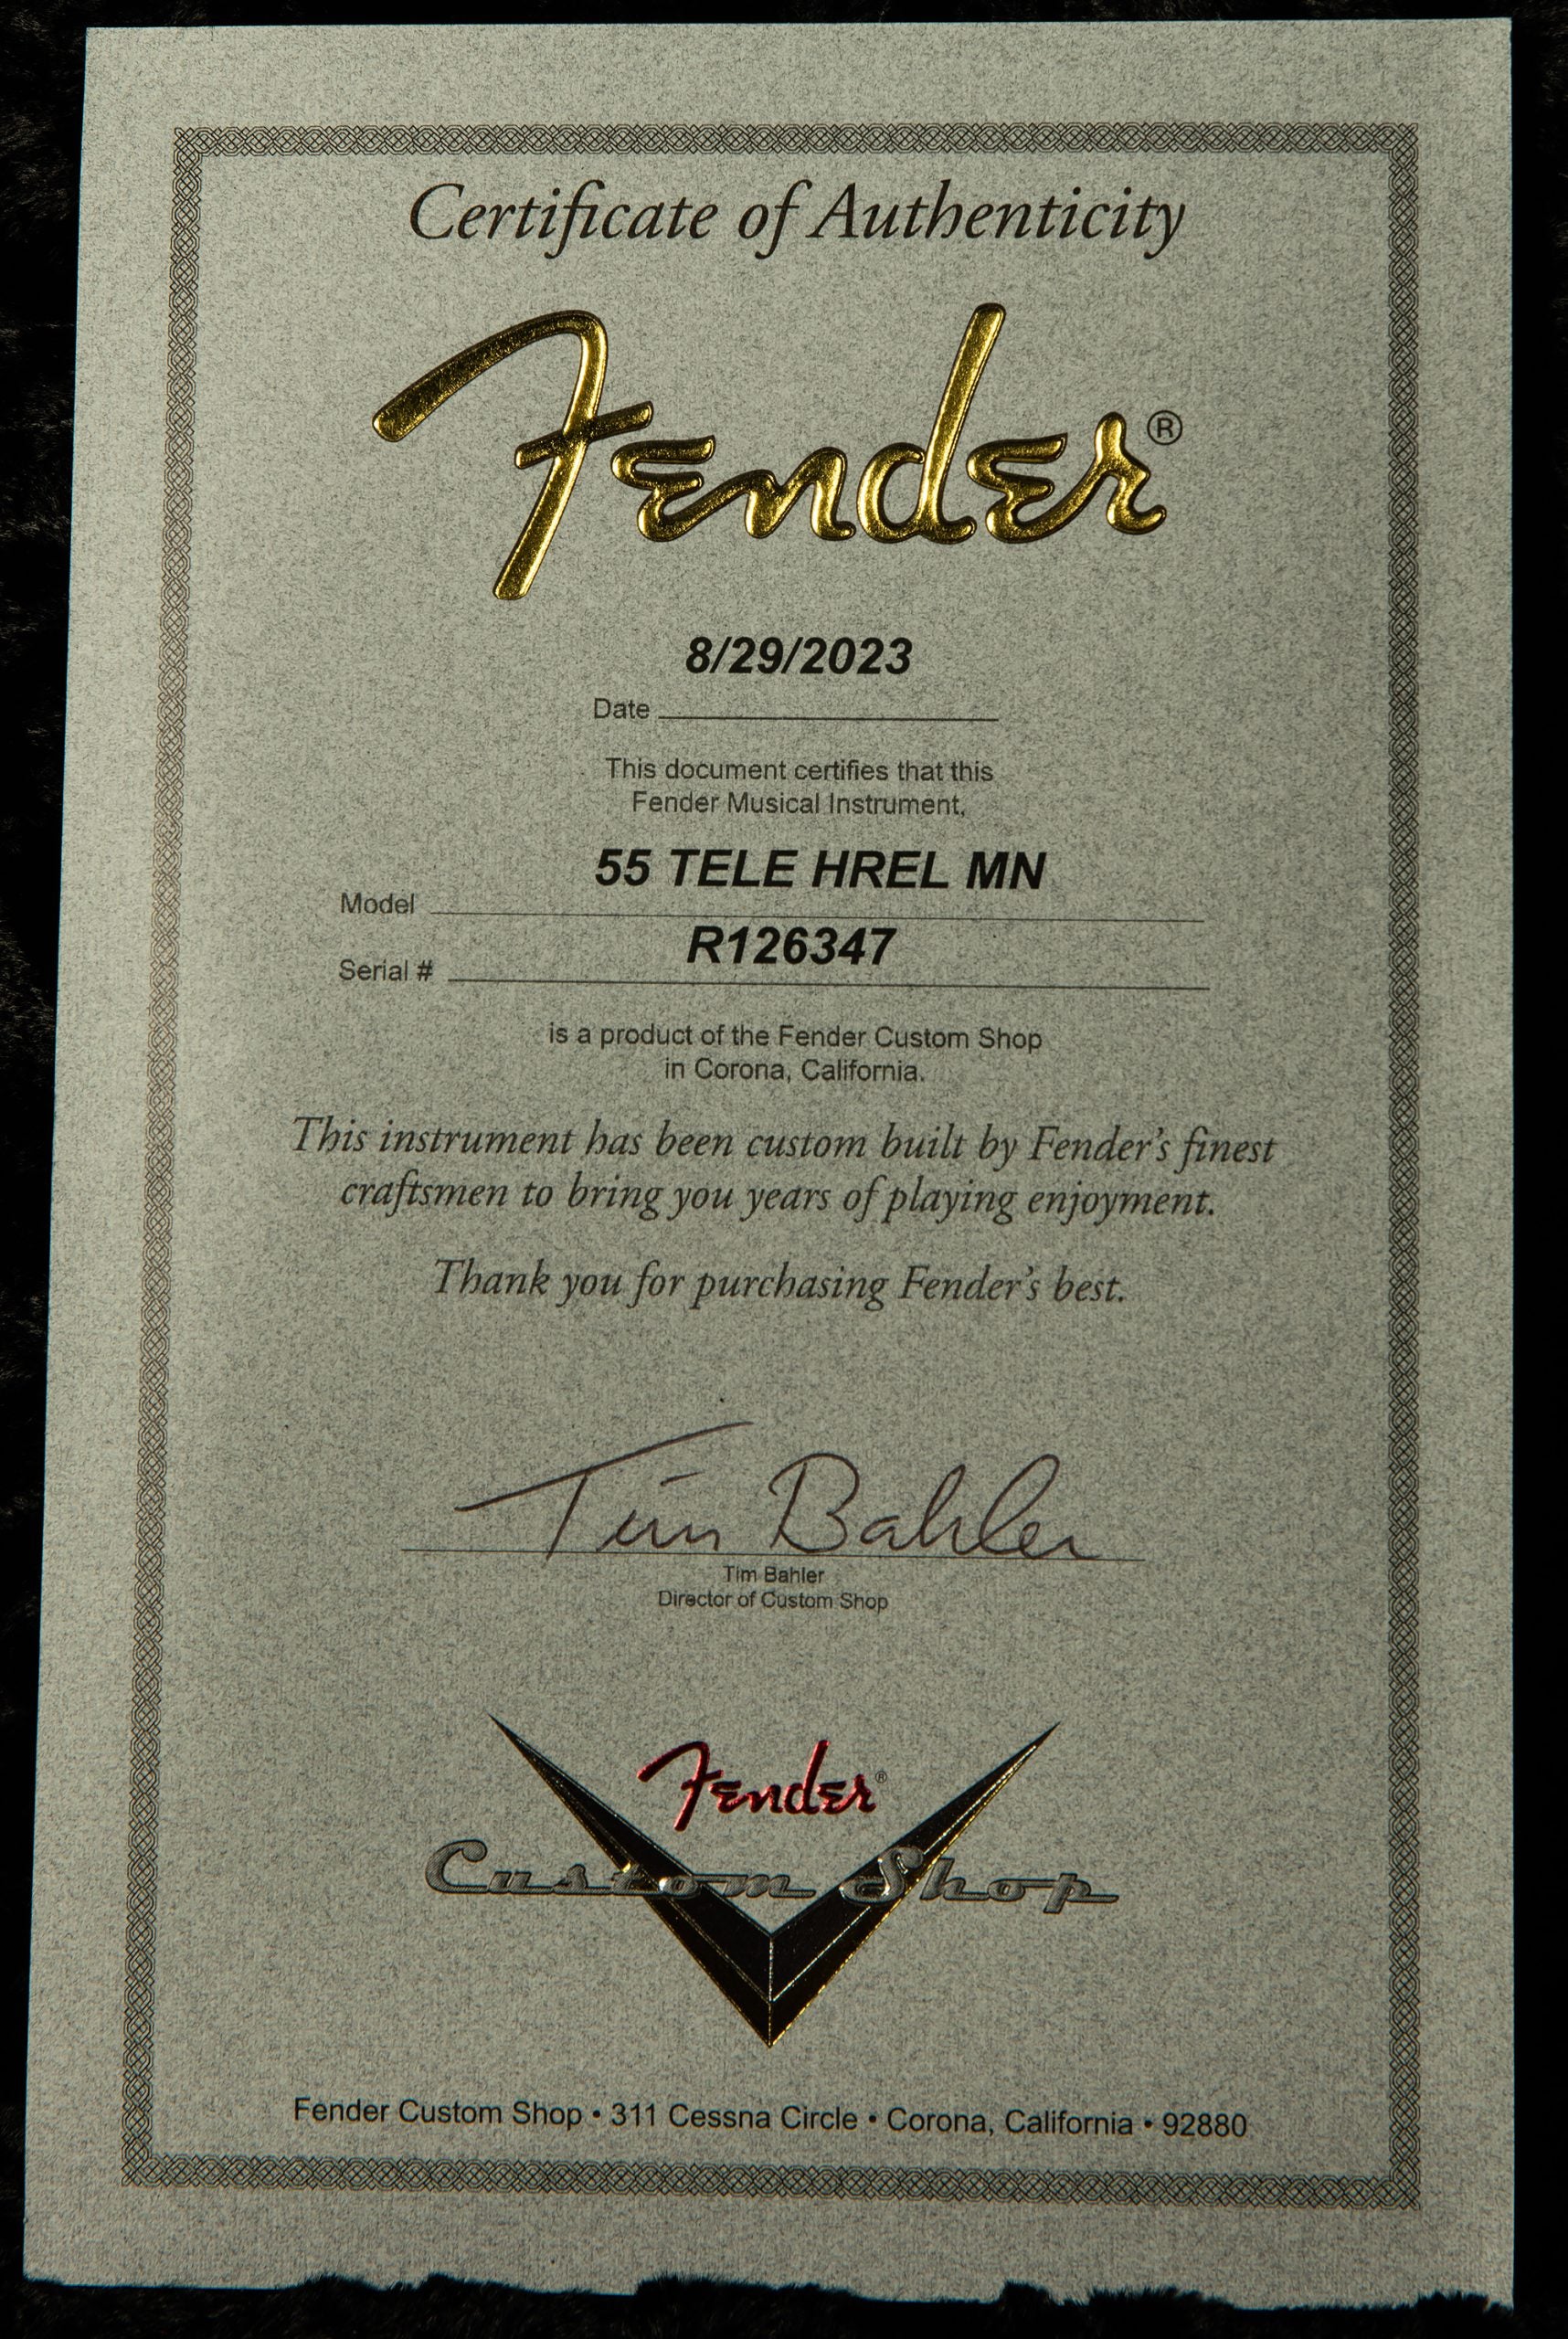 Certificate of Authenticity
Fender®
8/29/2023
Date
This document certifies that this
Fender Musical Instrument,
55 TELE HREL MN
Model
R126347
Serial #
is a product of the Fender Custom Shop
in Corona, California.
This instrument has been custom built by Fender's finest
craftsmen to bring you years of playing enjoyment.
Thank you for purchasing Fender's best.
Tim Bahler
Tim Bahler
Director of Custom Shop
Fender®
Custom Shop
Fender Custom Shop • 311 Cessna Circle • Corona, California • 92880